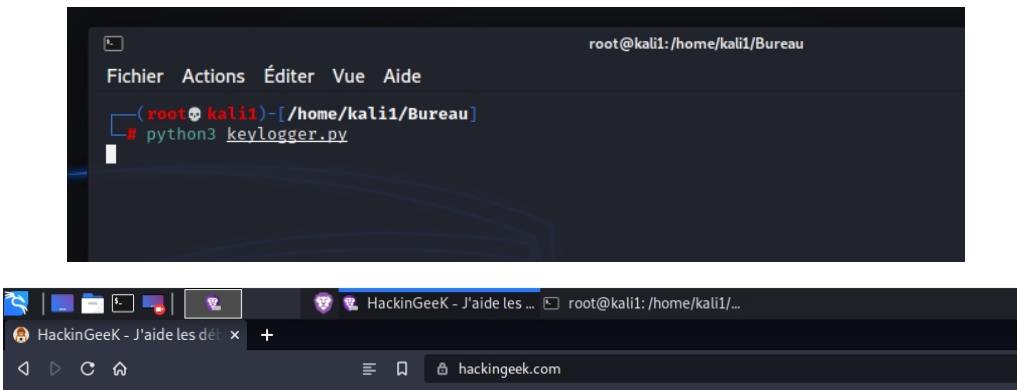 root@kali1: /home/kali1/Bureau
Fichier Actions Éditer Vue Aide
(root💀kali1)-[/home/kali1/Bureau]
# python3 keylogger.py
HackinGeeK - J'aide les ... root@kali1: /home/kali1/...
HackinGeeK - J'aide les dé
hackingeek.com